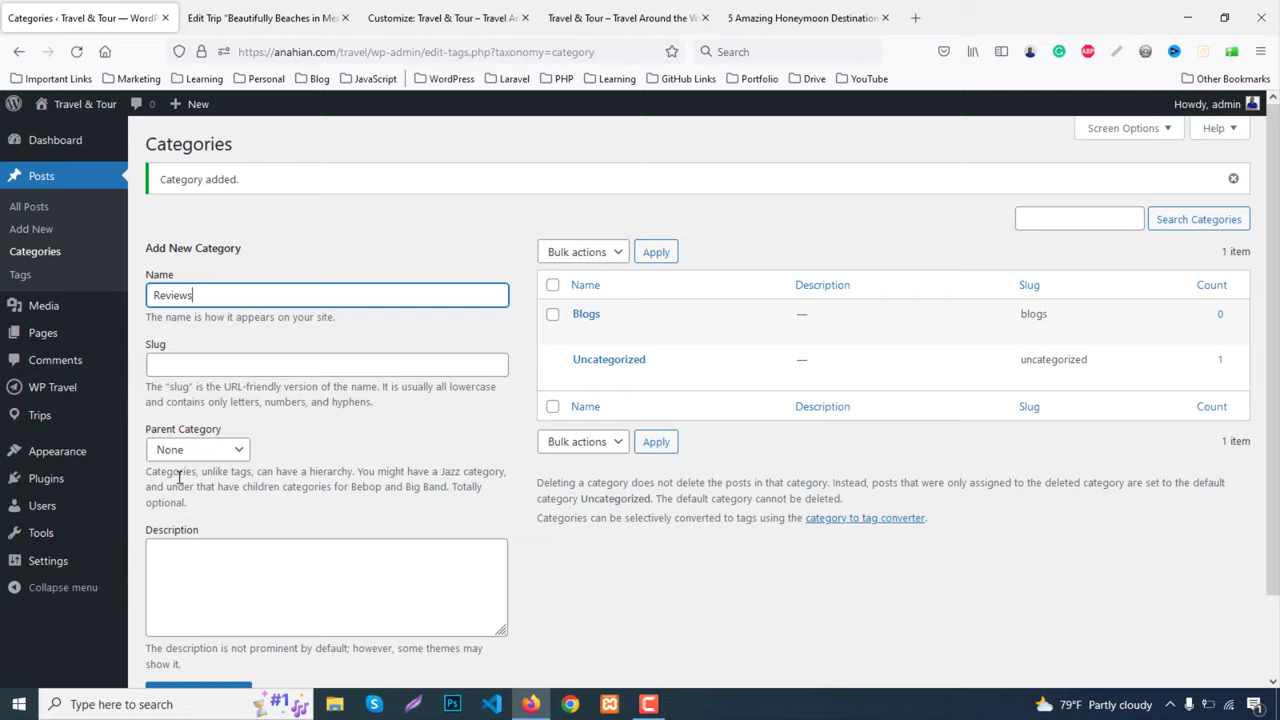 Travel & Tour — WordP
Edit Trip "Beautifully Beaches in Me
Customize: Travel & Tour – Travel Ar
Travel & Tour – Travel Around the W
5 Amazing Honeymoon Destination
https://anahian.com/travel/wp-admin/edit-tags.php?taxonomy=category
Search
Important Links
Marketing
Learning
Personal
Blog
JavaScript
WordPress
Laravel
PHP
Learning
GitHub Links
Portfolio
Drive
YouTube
Other Bookmarks
Travel & Tour
0
New
Howdy, admin
Dashboard
Posts
All Posts
Add New
Categories
Tags
Media
Pages
Comments
WP Travel
Trips
Appearance
Plugins
Users
Tools
Settings
Collapse menu
Screen Options
Help
Categories
Category added.
Search Categories
Add New Category
Name
Reviews
The name is how it appears on your site.
Slug
The "slug" is the URL-friendly version of the name. It is usually all lowercase
and contains only letters, numbers, and hyphens.
Parent Category
None
Categories, unlike tags, can have a hierarchy. You might have a Jazz category,
and under that have children categories for Bebop and Big Band. Totally
optional.
Description
The description is not prominent by default; however, some themes may
show it.
Bulk actions
Apply
1 item
Name Description Slug Count
Blogs — blogs 0
Uncategorized — uncategorized 1
Name Description Slug Count
Bulk actions
Apply
1 item
Deleting a category does not delete the posts in that category. Instead, posts that were only assigned to the deleted category are set to the default
category Uncategorized. The default category cannot be deleted.
Categories can be selectively converted to tags using the category to tag converter.
Type here to search
#1
79°F Partly cloudy